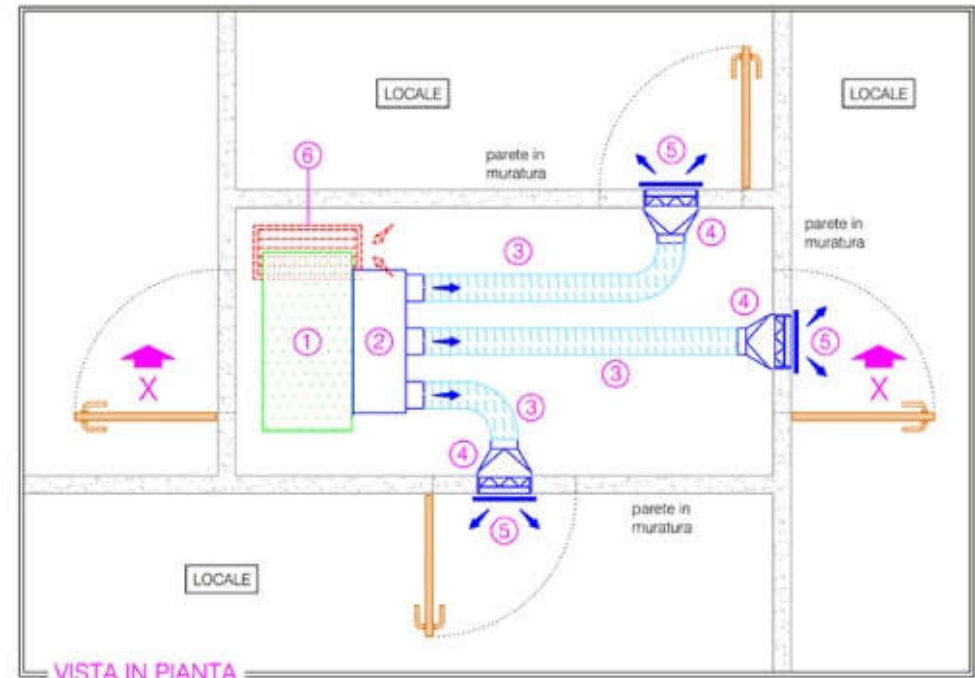 LOCALE
LOCALE
⑤
⑥
parete in
muratura
④
③
parete in
muratura
④
①
②
⑤
X
X
③
③
④
⑤
parete in
muratura
LOCALE
VISTA IN PIANTA